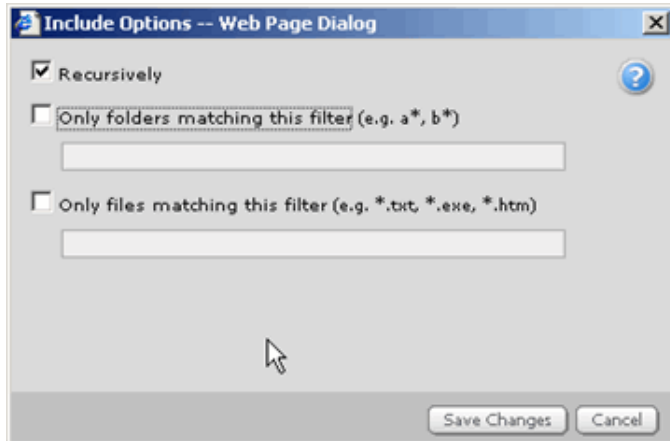 Include Options -- Web Page Dialog
Recursively
Only folders matching this filter (e.g. a*, b*)
Only files matching this filter (e.g. *.txt, *.exe, *.htm)
Save Changes
Cancel